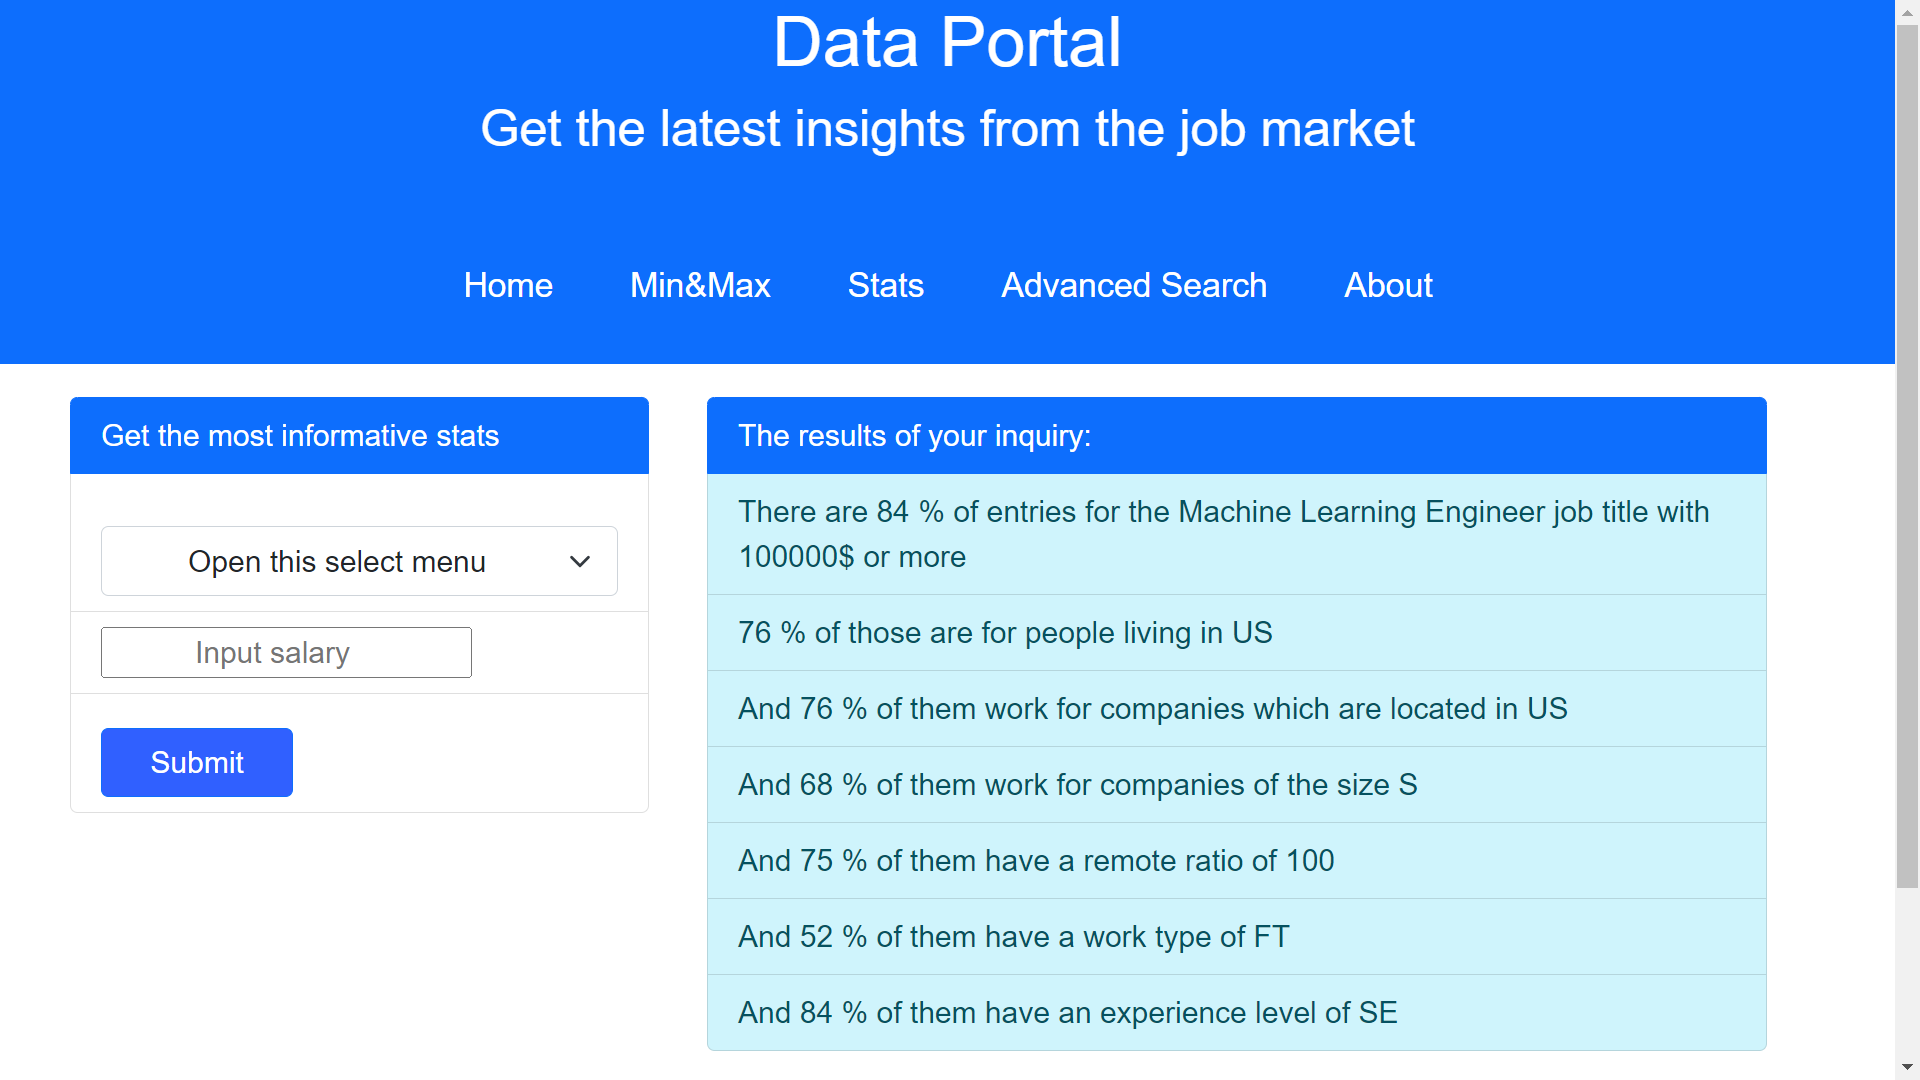 Data Portal
Get the latest insights from the job market
Home Min&Max Stats Advanced Search About
Get the most informative stats
Open this select menu
Input salary
Submit
The results of your inquiry:
There are 84 % of entries for the Machine Learning Engineer job title with
100000$ or more
76 % of those are for people living in US
And 76 % of them work for companies which are located in US
And 68 % of them work for companies of the size S
And 75 % of them have a remote ratio of 100
And 52 % of them have a work type of FT
And 84 % of them have an experience level of SE